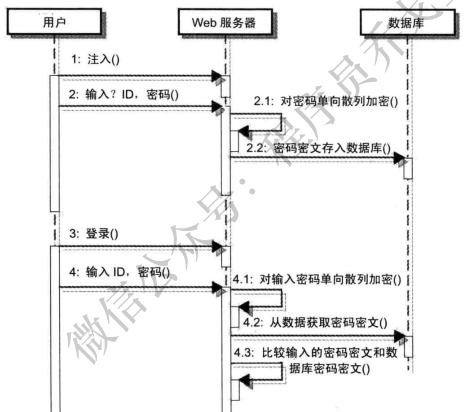 用户
Web 服务器
数据库
1: 注入()
2: 输入? ID, 密码()
2.1: 对密码单向散列加密()
2.2: 密码密文存入数据库()
3: 登录()
4: 输入 ID, 密码()
4.1: 对输入密码单向散列加密()
4.2: 从数据获取密码密文()
4.3: 比较输入的密码密文和数
据库密码密文()
微信公众号: 程序员乔戈里